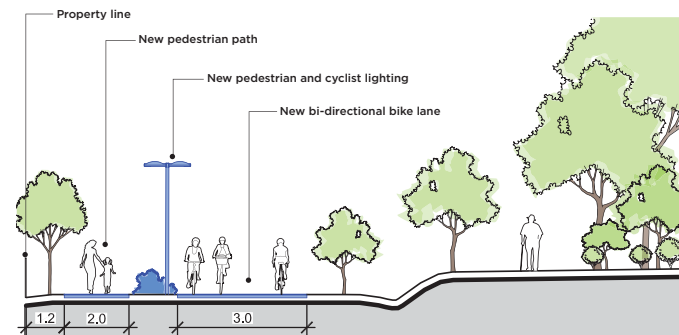 Property line
New pedestrian path
New pedestrian and cyclist lighting
New bi-directional bike lane
1.2 2.0 3.0